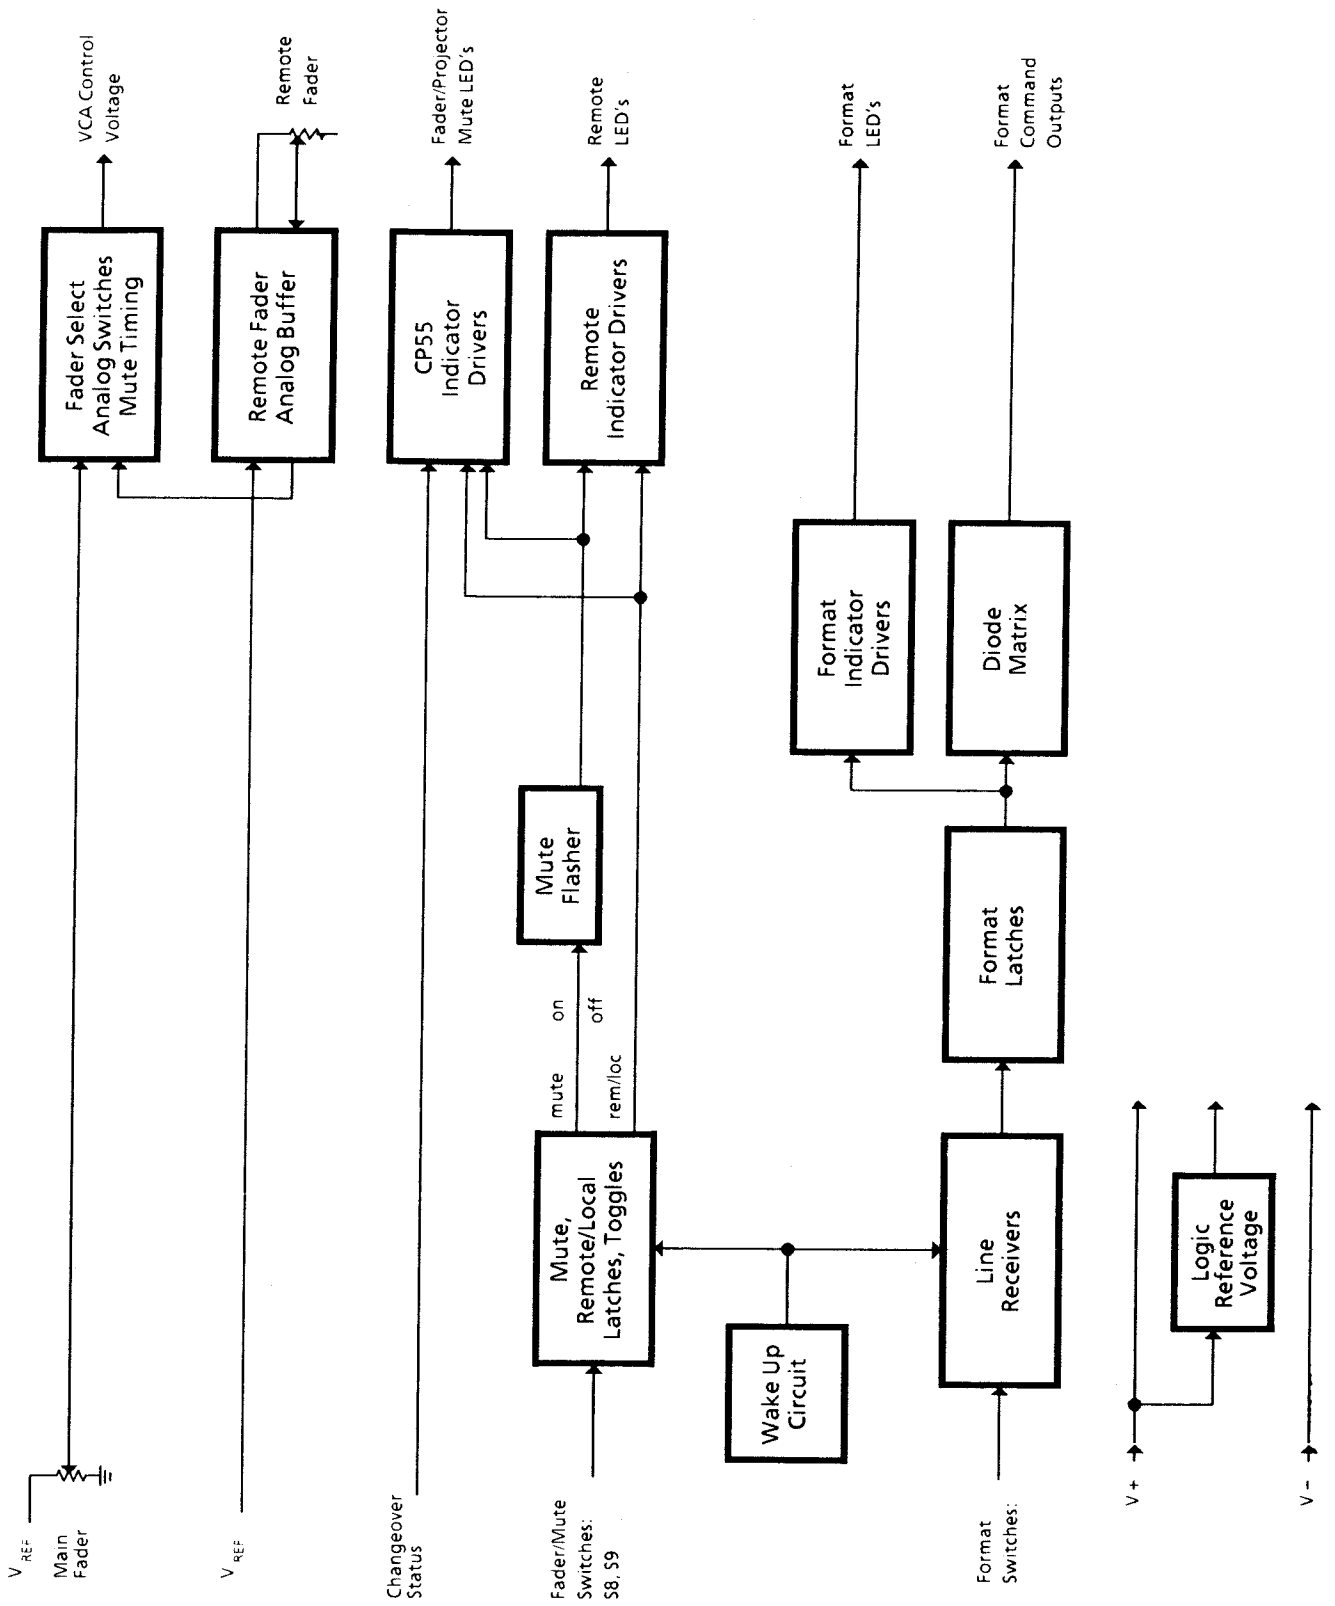 V REF
Main
Fader
Fader Select
Analog Switches
Mute Timing
VCA Control
Voltage
V REF
Remote Fader
Analog Buffer
Remote
Fader
Changeover
Status
CP55
Indicator
Drivers
Fader/Projector
Mute LED's
Fader/Mute
Switches:
S8, S9
Mute,
Remote/Local
Latches, Toggles
mute on
off
rem/loc
Mute
Flasher
Remote
Indicator Drivers
Remote
LED's
Wake Up
Circuit
Format
Indicator
Drivers
Format
LED's
Format
Switches:
Line
Receivers
Format
Latches
Diode
Matrix
Format
Command
Outputs
V +
Logic
Reference
Voltage
V -